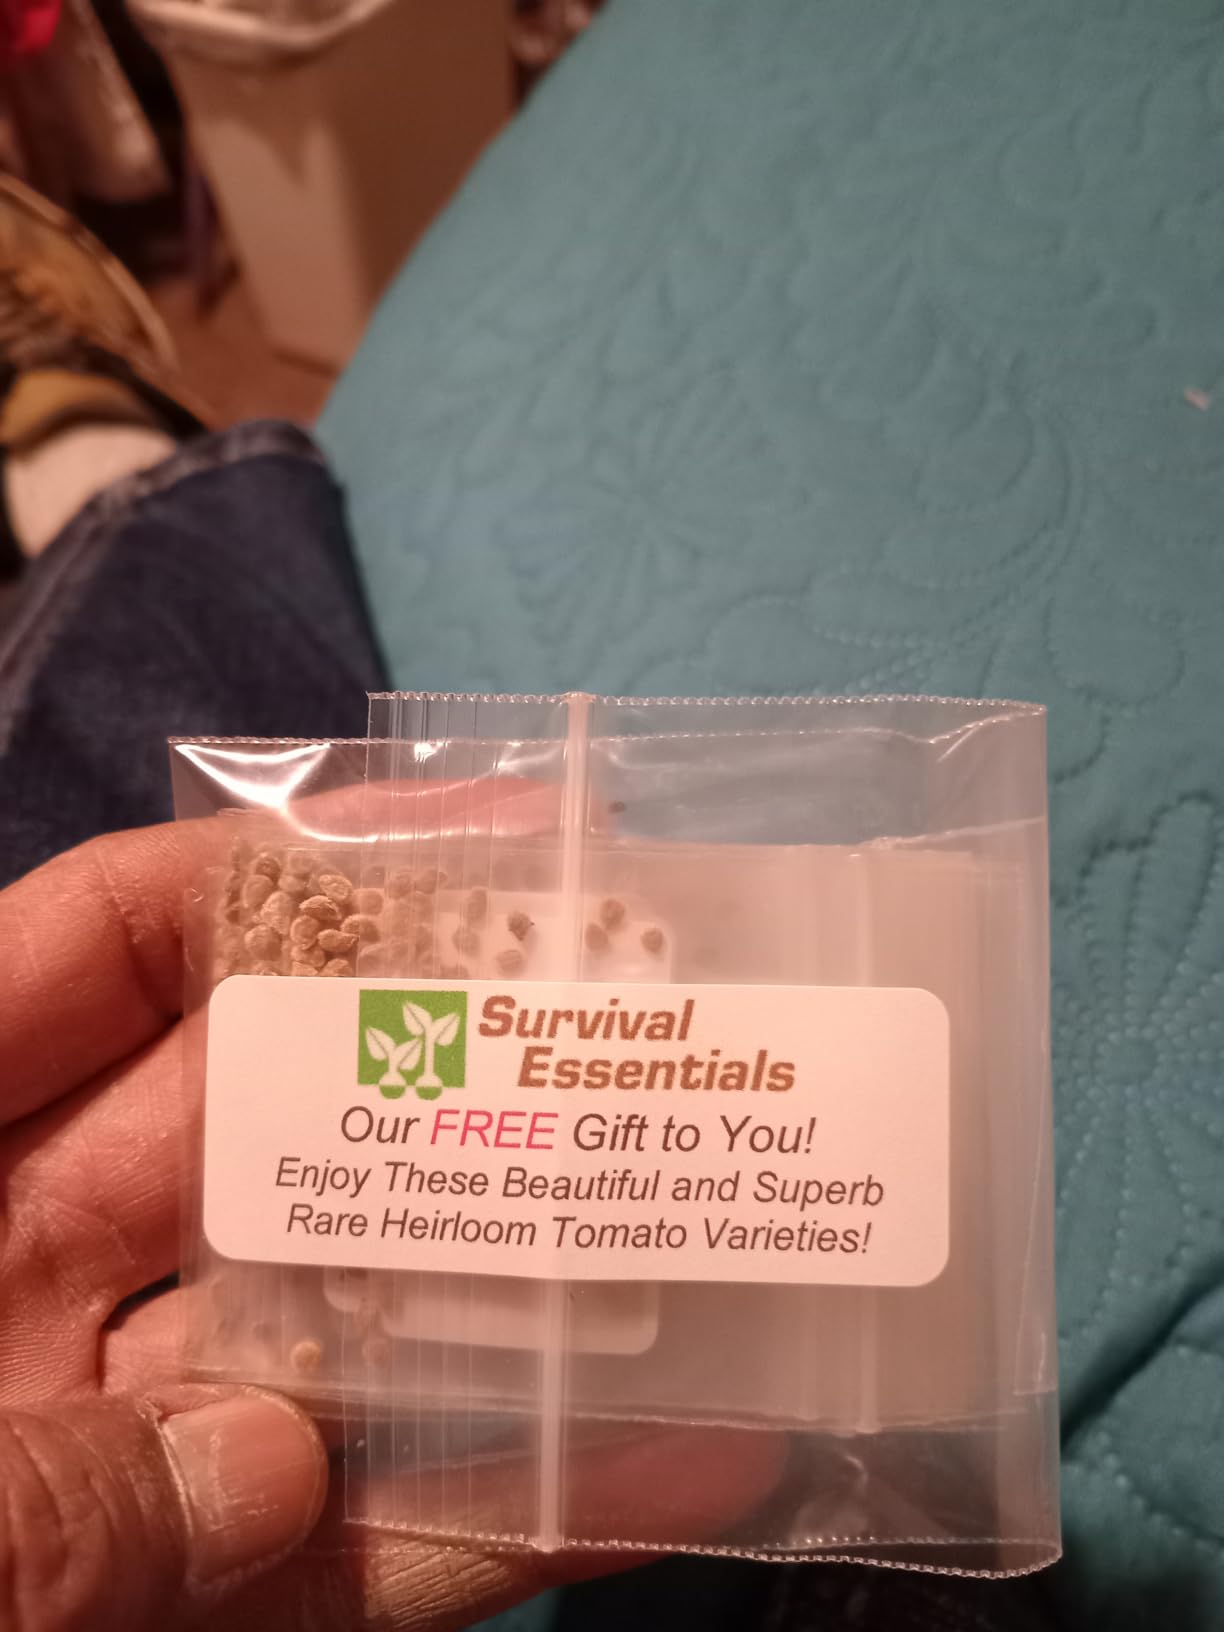 Survival
Essentials
Our FREE Gift to You!
Enjoy These Beautiful and Superb
Rare Heirloom Tomato Varieties!